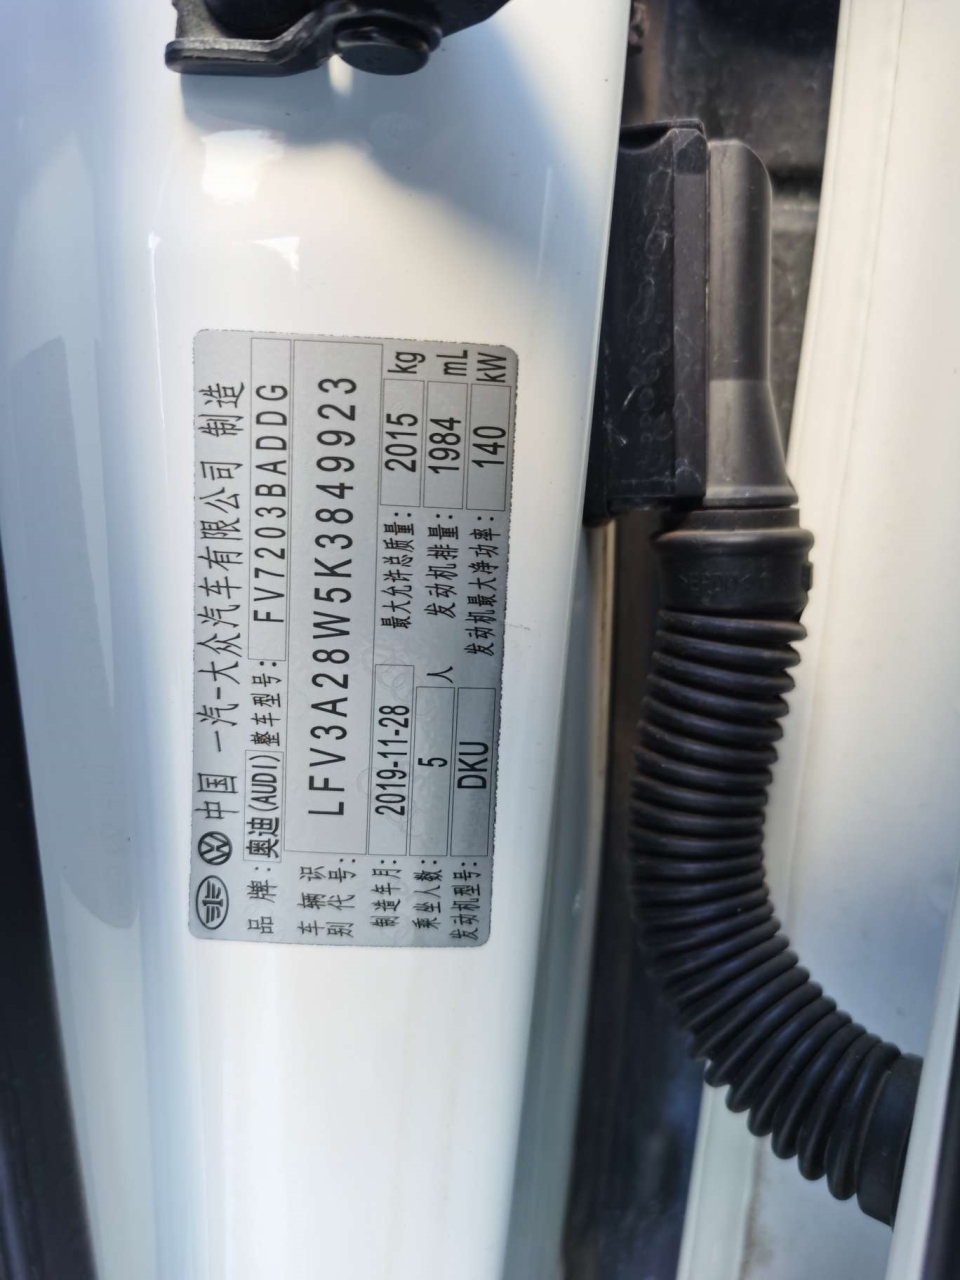 中国 一汽-大众汽车有限公司 制造
品牌: 奥迪(AUDI) 整车型号: FV7203BADDG
车辆识别代号: LFV3A28W5K3849923
制造年月: 2019-11-28 最大允许总质量: 2015 kg
乘坐人数: 5 人 发动机排量: 1984 mL
发动机型号: DKU 发动机最大净功率: 140 kW